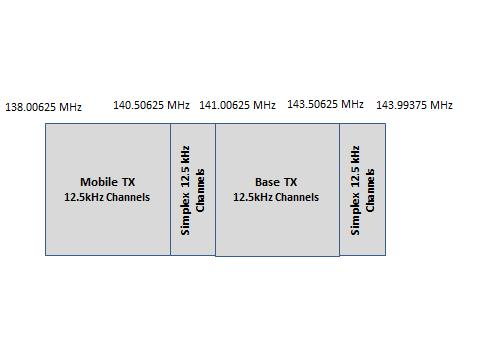 138.00625 MHz
140.50625 MHz
141.00625 MHz
143.50625 MHz
143.99375 MHz
Mobile TX
12.5kHz Channels
Simplex 12.5 kHz
Channels
Base TX
12.5kHz Channels
Simplex 12.5 kHz
Channels